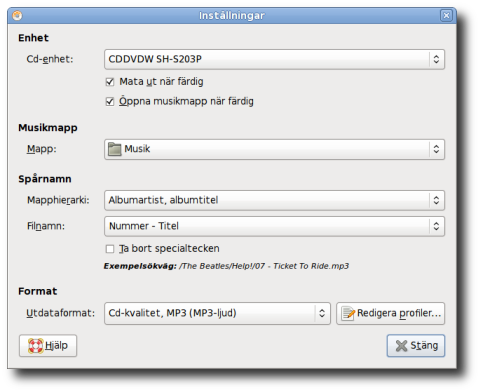 Inställningar
Enhet
Cd-enhet: CDDVDW SH-S203P
Mata ut när färdig
Öppna musikmapp när färdig
Musikmapp
Mapp: Musik
Spårnamn
Mapphierarki: Albumartist, albumtitel
Filnamn: Nummer - Titel
Ta bort specialtecken
Exempelsökväg: /The Beatles/Help!/07 - Ticket To Ride.mp3
Format
Utdataformat: Cd-kvalitet, MP3 (MP3-ljud) Redigera profiler...
Hjälp Stäng